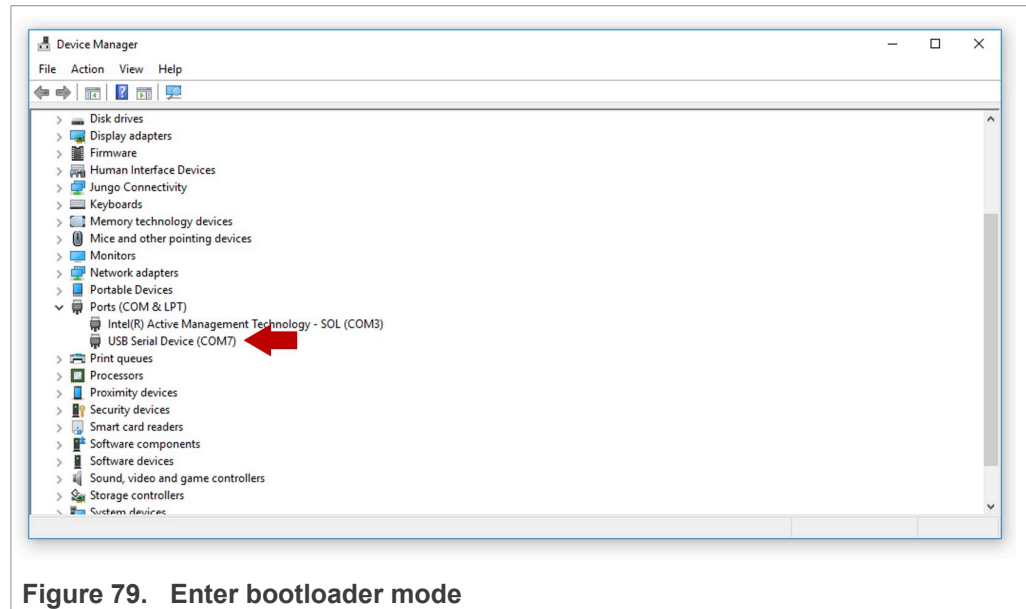 Device Manager
File Action View Help
Disk drives
Display adapters
Firmware
Human Interface Devices
Jungo Connectivity
Keyboards
Memory technology devices
Mice and other pointing devices
Monitors
Network adapters
Portable Devices
Ports (COM & LPT)
Intel(R) Active Management Technology - SOL (COM3)
USB Serial Device (COM7)
Print queues
Processors
Proximity devices
Security devices
Smart card readers
Software components
Software devices
Sound, video and game controllers
Storage controllers
System devices
Figure 79. Enter bootloader mode